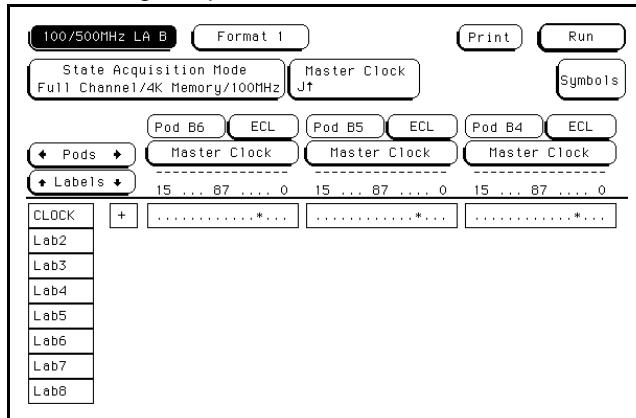 100/500MHz LA B Format 1 Print Run
State Acquisition Mode Master Clock
Full Channel/4K Memory/100MHz J↑ Symbols
Pod B6 ECL Pod B5 ECL Pod B4 ECL
← Pods → Master Clock Master Clock Master Clock
↑ Labels ↓ 15 ... 87 .... 0 15 ... 87 .... 0 15 ... 87 .... 0
CLOCK + ............*... ............*... ............*...
Lab2
Lab3
Lab4
Lab5
Lab6
Lab7
Lab8